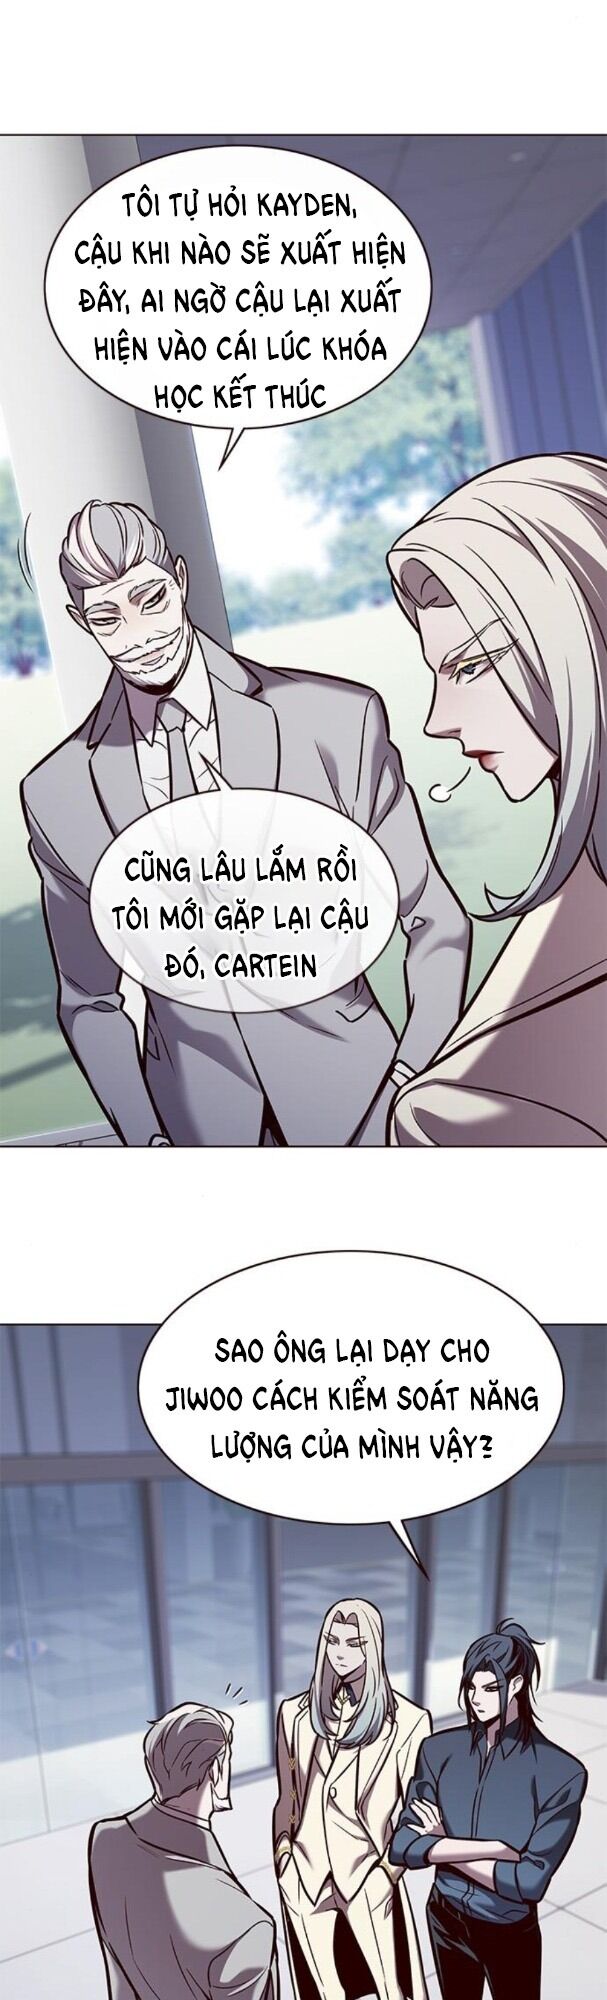 TÔI TỰ HỎI KAYDEN,
CẬU KHI NÀO SẼ XUẤT HIỆN
ĐÂY, AI NGỜ CẬU LẠI XUẤT
HIỆN VÀO CÁI LÚC KHÓA
HỌC KẾT THÚC
CŨNG LÂU LẮM RỒI
TÔI MỚI GẶP LẠI CẬU
ĐÓ, CARTEIN
SAO ÔNG LẠI DẠY CHO
JIWOO CÁCH KIỂM SOÁT NĂNG
LƯỢNG CỦA MÌNH VẬY?